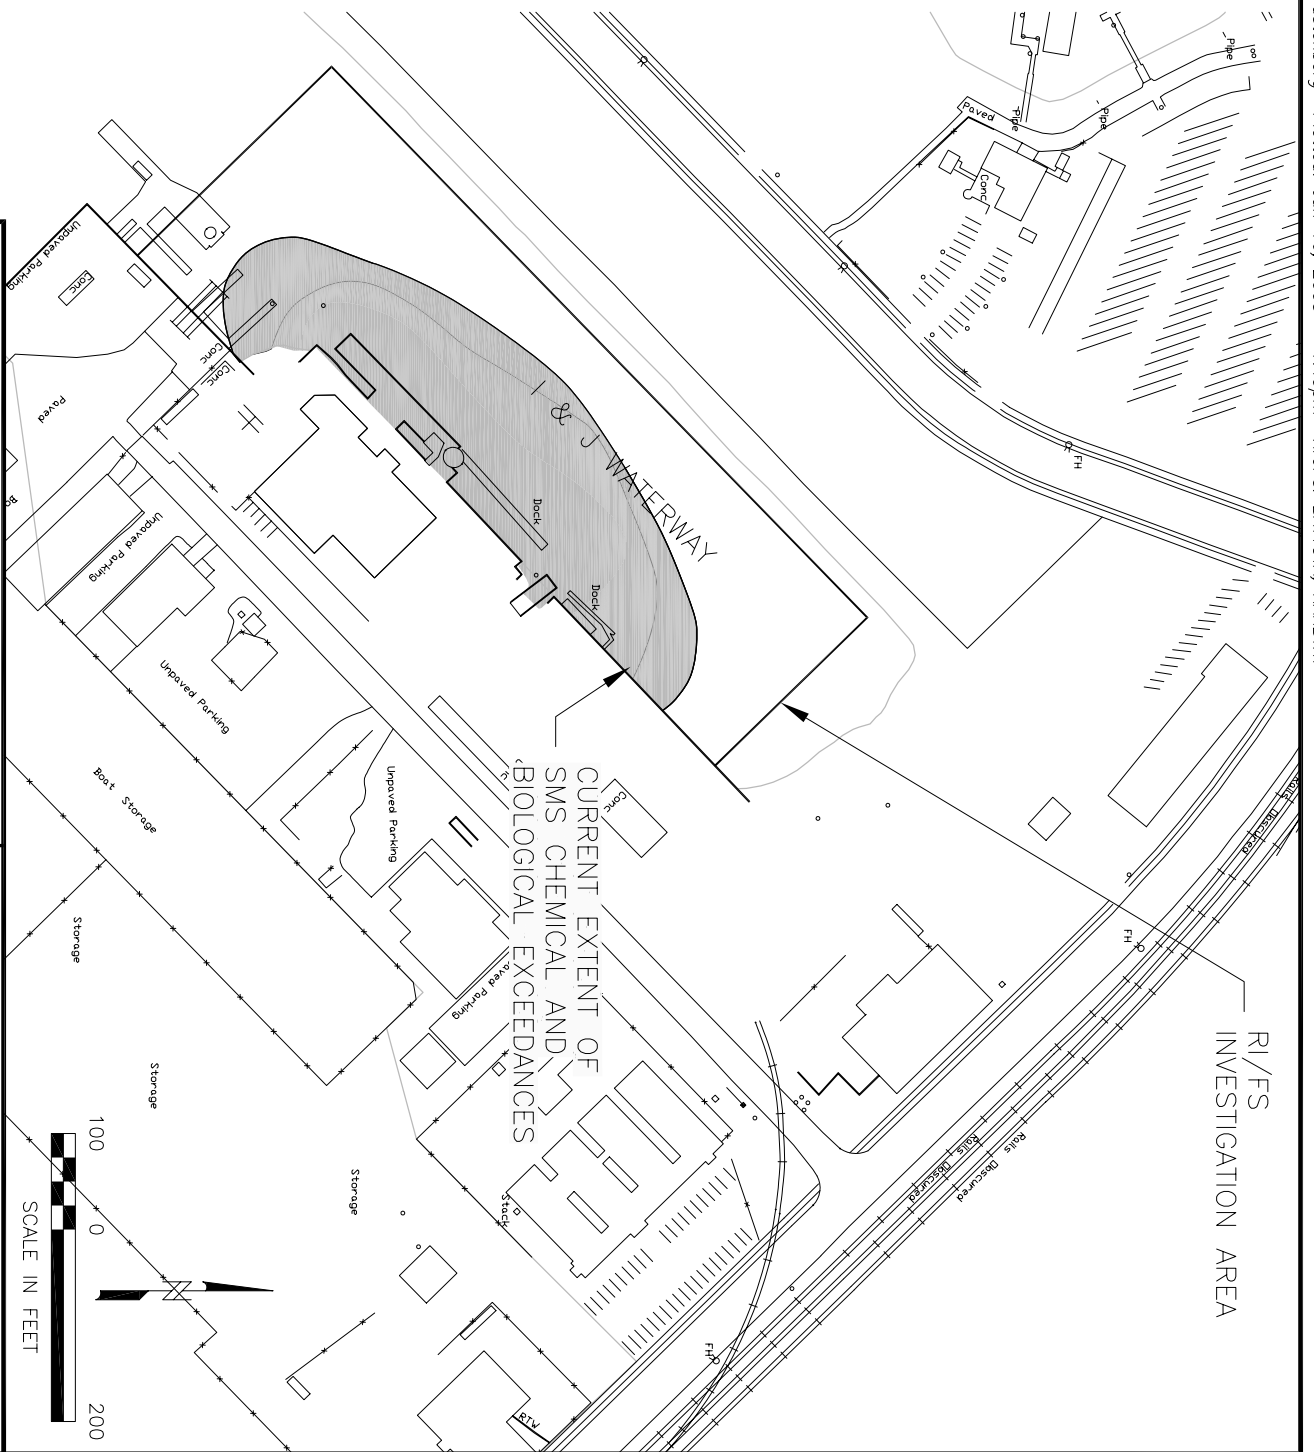 RI/FS
INVESTIGATION AREA
CURRENT EXTENT OF
SMS CHEMICAL AND
BIOLOGICAL EXCEEDANCES
I & J WATERWAY
Dock
Dock
Pipe
Pipe
Pipe
Paved
Conc
FH
Rails
Obscured
FH
Rails
Obscured
Rails
Obscured
FH
RTW
Conc
Conc
Conc
Conc
Unpaved Parking
Paved
Unpaved Parking
Unpaved Parking
Unpaved Parking
Boat Storage
Storage
Storage
Storage
Stack
Parking
100
0
200
SCALE IN FEET